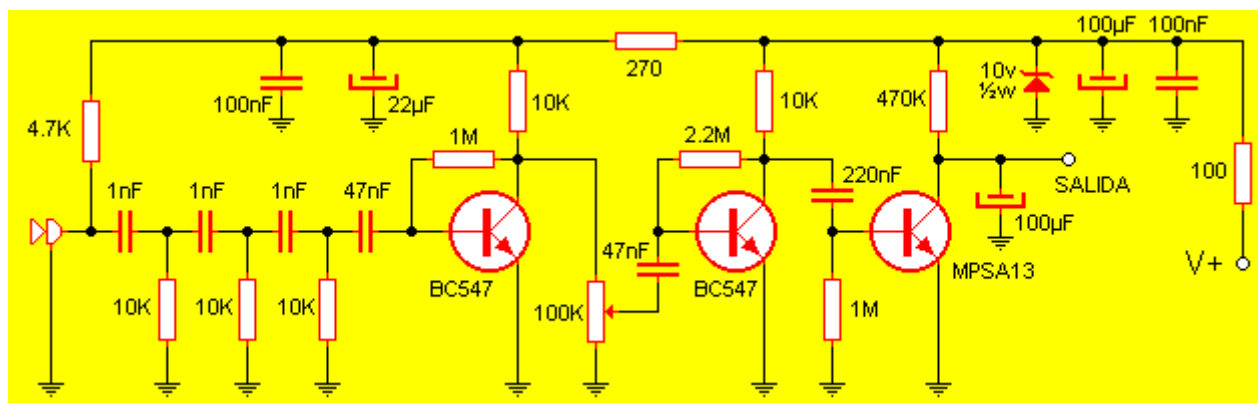 100µF 100nF
270
10v
½w
100nF 22µF 10K 10K 470K
4.7K
1M 2.2M
1nF 1nF 1nF 47nF 220nF
SALIDA
100
100µF
47nF
V+
BC547 BC547 MPSA13
10K 10K 10K 100K 1M